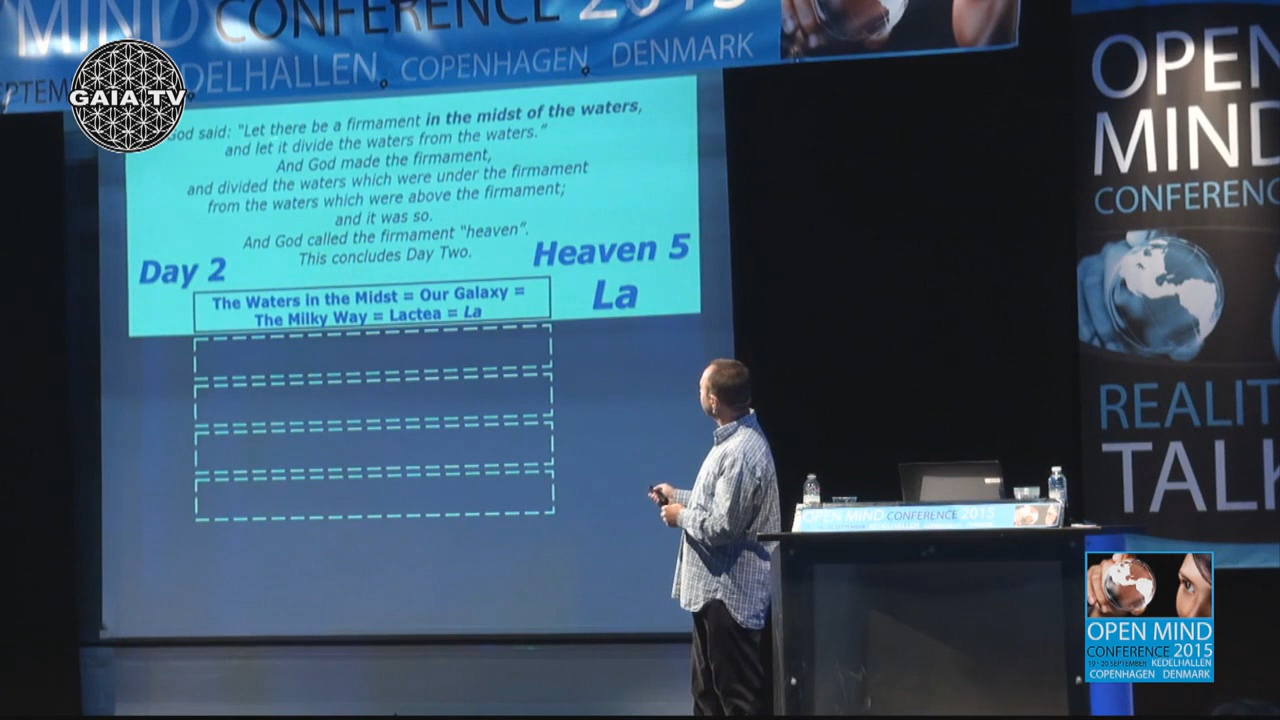 MIND CONFERENCE 2015
KEDELHALLEN, COPENHAGEN, DENMARK
GAIA TV
God said: "Let there be a firmament in the midst of the waters,
and let it divide the waters from the waters."
And God made the firmament,
and divided the waters which were under the firmament
from the waters which were above the firmament;
and it was so.
And God called the firmament "heaven".
This concludes Day Two.
Day 2
Heaven 5
La
The Waters in the Midst = Our Galaxy =
The Milky Way = Lactea = La
OPEN
MIND
CONFERENC
REALIT
TALK
OPEN MIND CONFERENCE 2015
OPEN MIND
CONFERENCE 2015
19 - 20 SEPTEMBER KEDELHALLEN
COPENHAGEN DENMARK